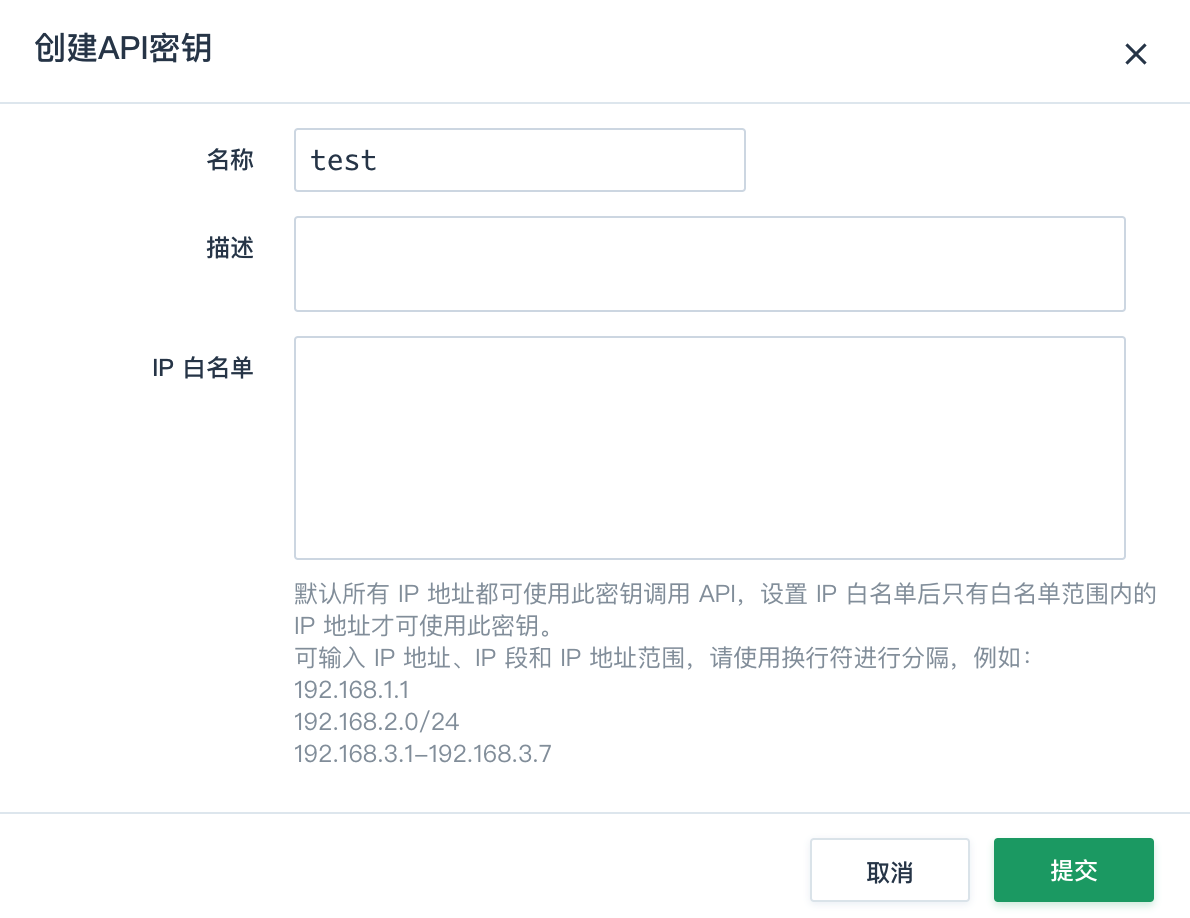 创建API密钥
名称
test
描述
IP 白名单
默认所有 IP 地址都可使用此密钥调用 API，设置 IP 白名单后只有白名单范围内的
IP 地址才可使用此密钥。
可输入 IP 地址、IP 段和 IP 地址范围，请使用换行符进行分隔，例如：
192.168.1.1
192.168.2.0/24
192.168.3.1–192.168.3.7
取消
提交